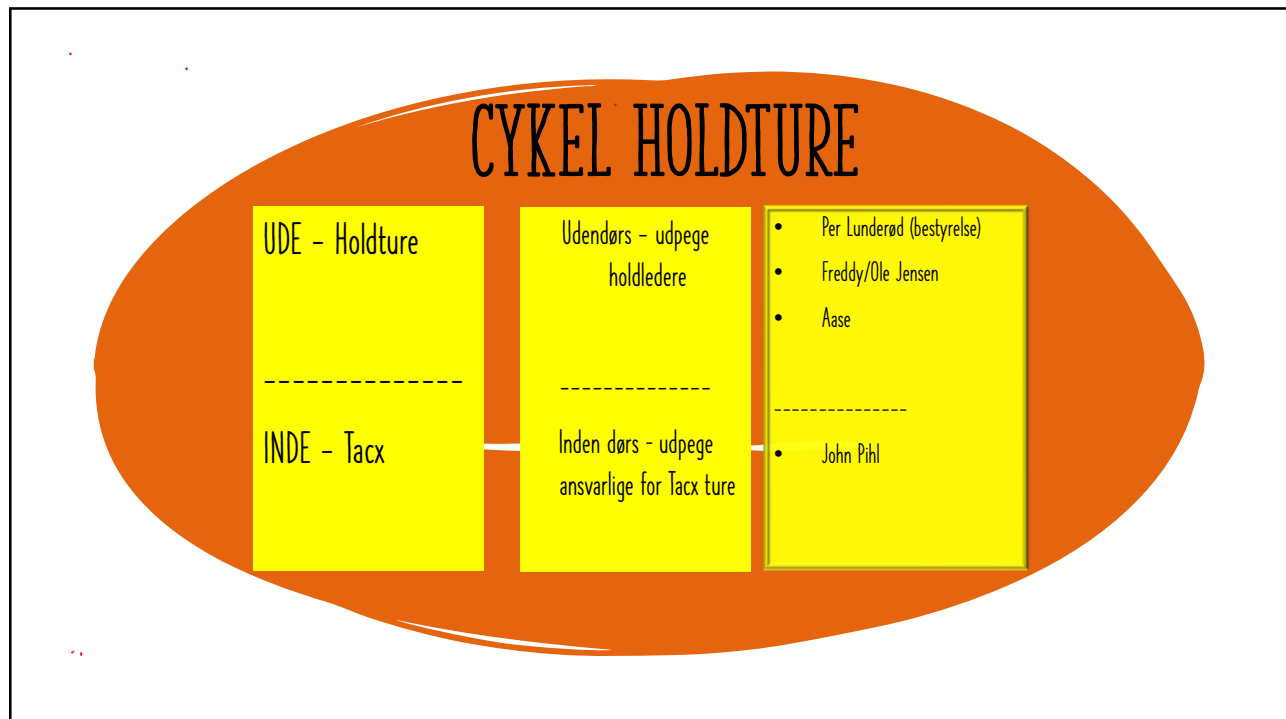 CYKEL HOLDTURE
UDE - Holdture
--------------
INDE - Tacx
Udendørs - udpege
holdledere
--------------
Inden dørs - udpege
ansvarlige for Tacx ture
• Per Lunderød (bestyrelse)
• Freddy/Ole Jensen
• Aase
---------------
• John Pihl